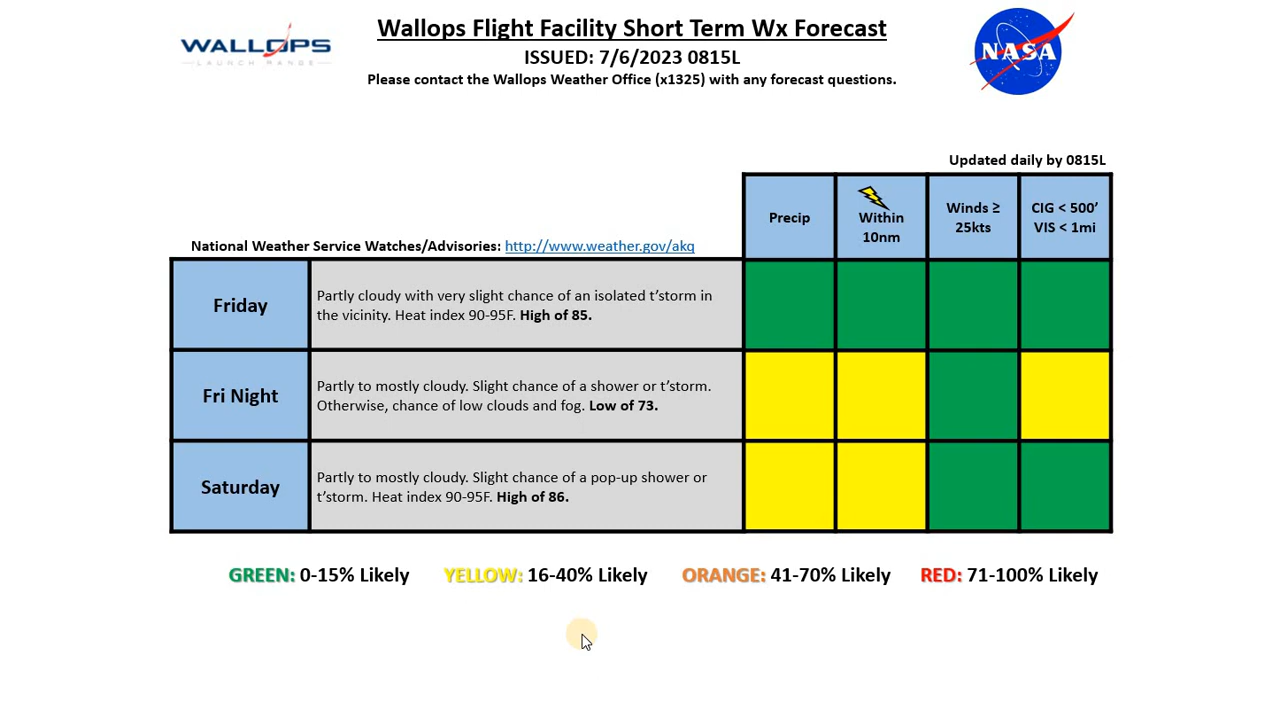 WALLOPS
LAUNCH RANGE
Wallops Flight Facility Short Term Wx Forecast
ISSUED: 7/6/2023 0815L
Please contact the Wallops Weather Office (x1325) with any forecast questions.
NASA
Updated daily by 0815L
National Weather Service Watches/Advisories: http://www.weather.gov/akq
Precip
Within
10nm
Winds ≥
25kts
CIG < 500’
VIS < 1mi
Friday
Partly cloudy with very slight chance of an isolated t’storm in
the vicinity. Heat index 90-95F. High of 85.
Fri Night
Partly to mostly cloudy. Slight chance of a shower or t’storm.
Otherwise, chance of low clouds and fog. Low of 73.
Saturday
Partly to mostly cloudy. Slight chance of a pop-up shower or
t’storm. Heat index 90-95F. High of 86.
GREEN: 0-15% Likely YELLOW: 16-40% Likely ORANGE: 41-70% Likely RED: 71-100% Likely